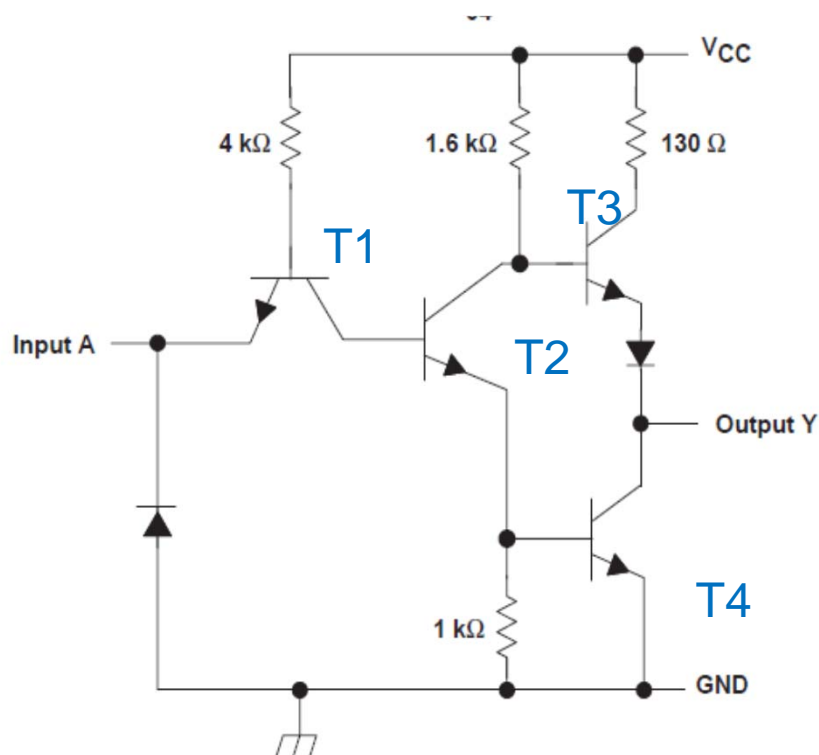 VCC
4 kΩ
1.6 kΩ
130 Ω
T3
T1
Input A
T2
Output Y
T4
1 kΩ
GND